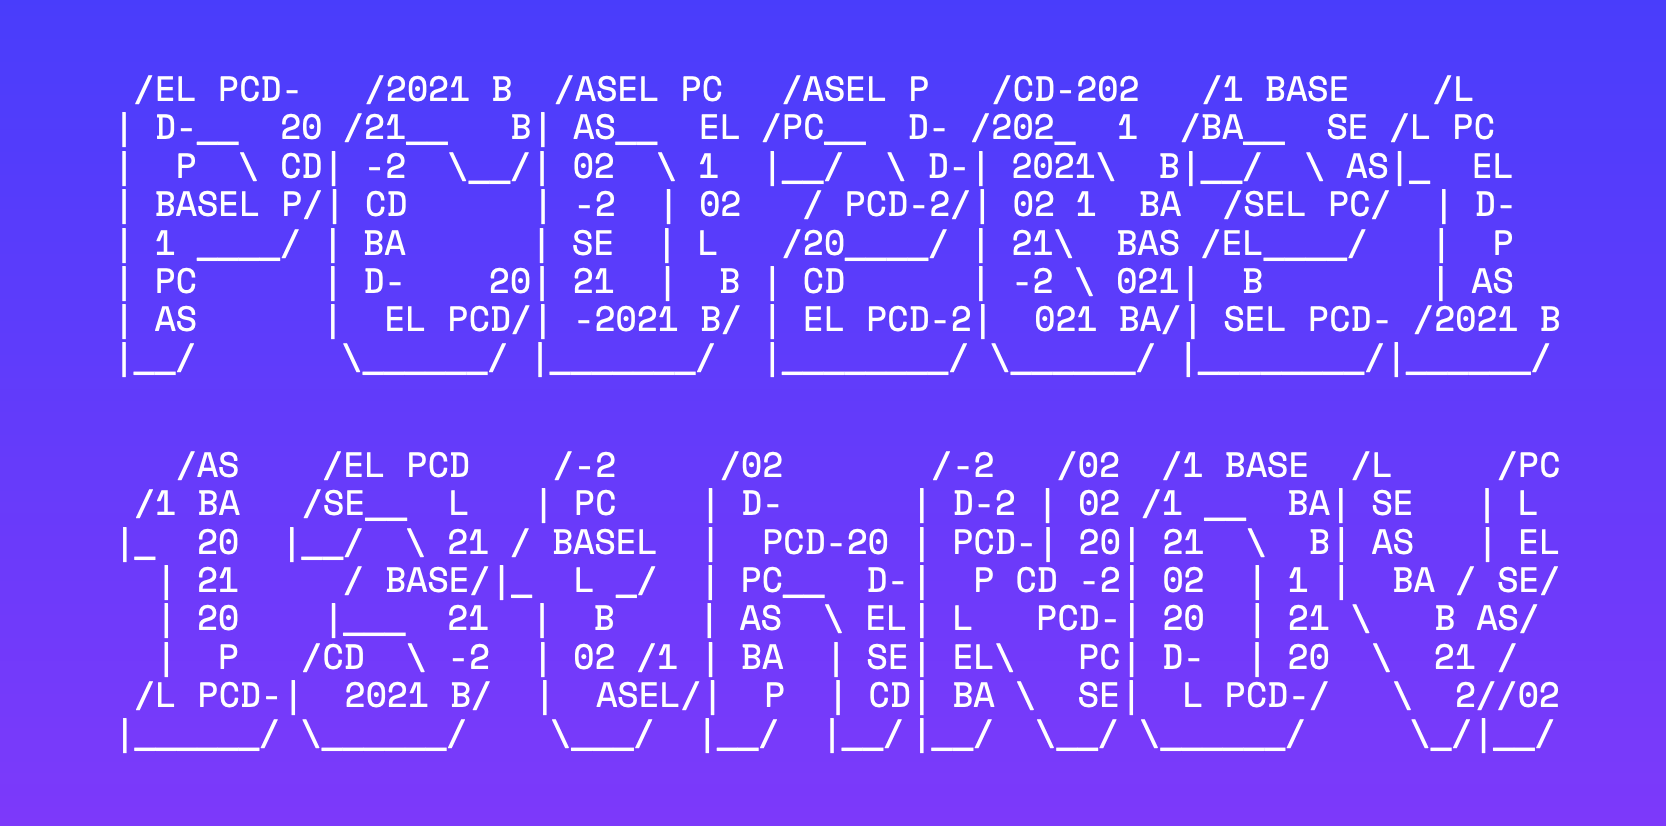 /EL PCD-   /2021 B  /ASEL PC   /ASEL P   /CD-202   /1 BASE    /L
| D-__  20 /21__   B| AS__  EL /PC__  D- /202_  1  /BA__  SE /L PC
|  P  \ CD| -2  \__/| 02  \ 1  |__/  \ D-| 2021\  B|__/  \ AS|_  EL
| BASEL P/| CD      | -2  | 02   / PCD-2/| 02 1  BA  /SEL PC/  | D-
| 1 ____/ | BA      | SE  | L   /20____/ | 21\  BAS /EL____/   |  P
| PC      | D-    20| 21  |  B | CD      | -2 \ 021|  B        | AS
| AS      |  EL PCD/| -2021 B/ | EL PCD-2|  021 BA/| SEL PCD- /2021 B
|__/       \______/ |_______/  |________/ \______/ |________/|______/

   /AS    /EL PCD    /-2     /02       /-2   /02  /1 BASE  /L     /PC
 /1 BA   /SE__  L   | PC    | D-      | D-2 | 02 /1 __  BA| SE   | L
|_  20  |__/  \ 21 / BASEL  |  PCD-20 | PCD-| 20| 21  \  B| AS   | EL
  | 21     / BASE/|_  L _/  | PC__  D-|  P CD -2| 02  | 1 |  BA / SE/
  | 20    |___  21  |  B    | AS  \ EL| L   PCD-| 20  | 21 \   B AS/
  |  P   /CD  \ -2  | 02 /1 | BA  | SE| EL\   PC| D-  | 20  \  21 /
 /L PCD-|  2021 B/  |  ASEL/|  P  | CD| BA \  SE|  L PCD-/   \  2//02
|______/ \______/    \___/  |__/  |__/|__/  \__/ \______/     \_/|__/